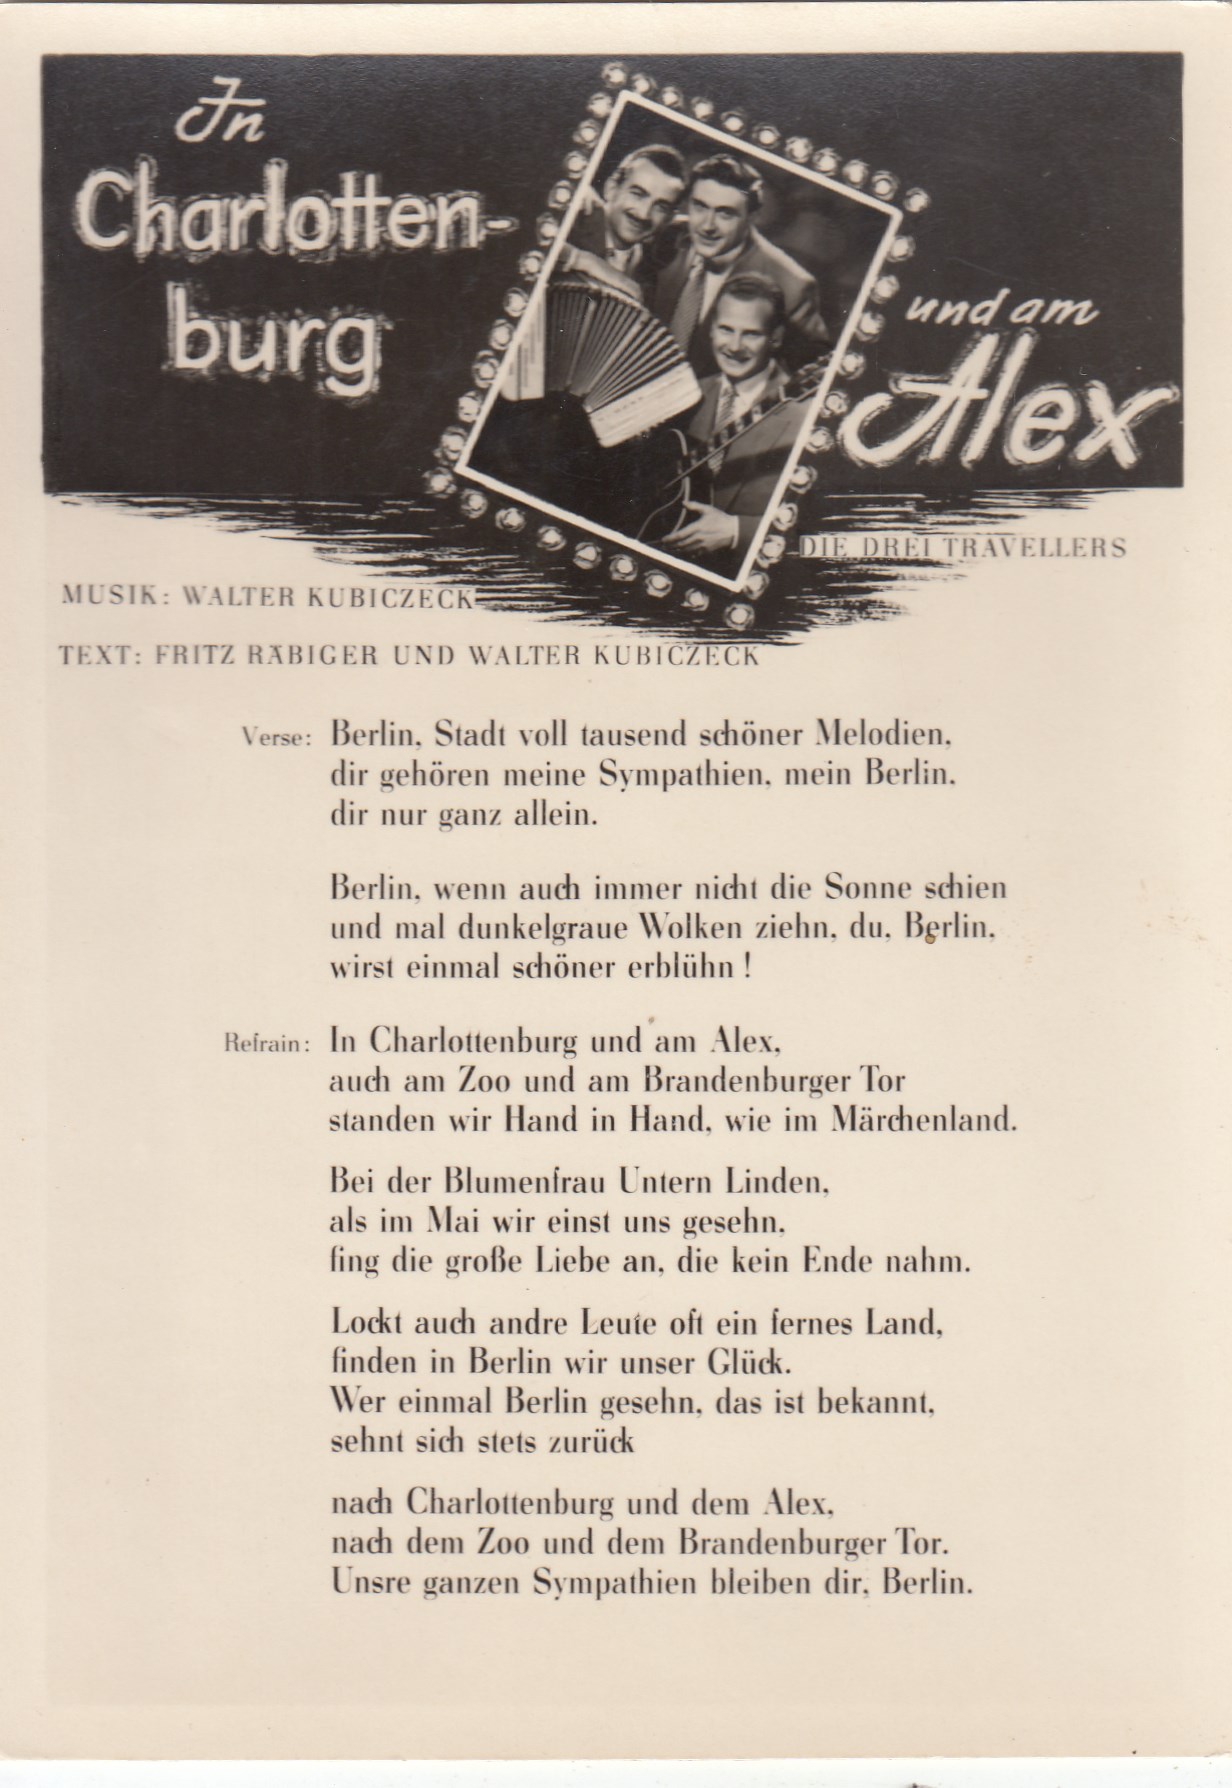 In
Charlotten-
burg
und am
Alex
DIE DREI TRAVELLERS
MUSIK: WALTER KUBICZECK
TEXT: FRITZ RÄBIGER UND WALTER KUBICZECK
Verse: Berlin, Stadt voll tausend schöner Melodien,
dir gehören meine Sympathien, mein Berlin,
dir nur ganz allein.
Berlin, wenn auch immer nicht die Sonne schien
und mal dunkelgraue Wolken ziehn, du, Berlin,
wirst einmal schöner erblühn!
Refrain: In Charlottenburg und am Alex,
auch am Zoo und am Brandenburger Tor
standen wir Hand in Hand, wie im Märchenland.
Bei der Blumenfrau Untern Linden,
als im Mai wir einst uns gesehn,
fing die große Liebe an, die kein Ende nahm.
Lockt auch andre Leute oft ein fernes Land,
finden in Berlin wir unser Glück.
Wer einmal Berlin gesehn, das ist bekannt,
sehnt sich stets zurück
nach Charlottenburg und dem Alex,
nach dem Zoo und dem Brandenburger Tor.
Unsre ganzen Sympathien bleiben dir, Berlin.